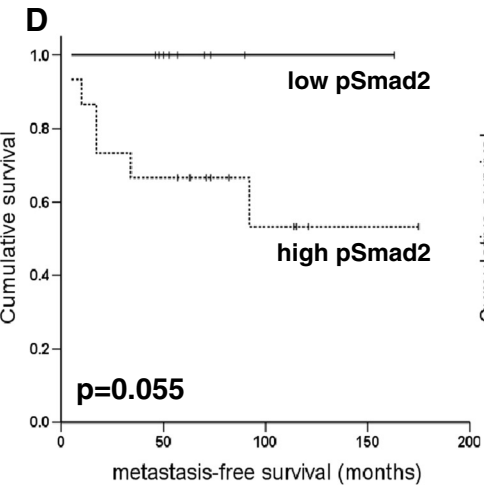 D
Cumulative survival
1.0
0.8
0.6
0.4
0.2
0.0
low pSmad2
high pSmad2
p=0.055
0 50 100 150 200
metastasis-free survival (months)